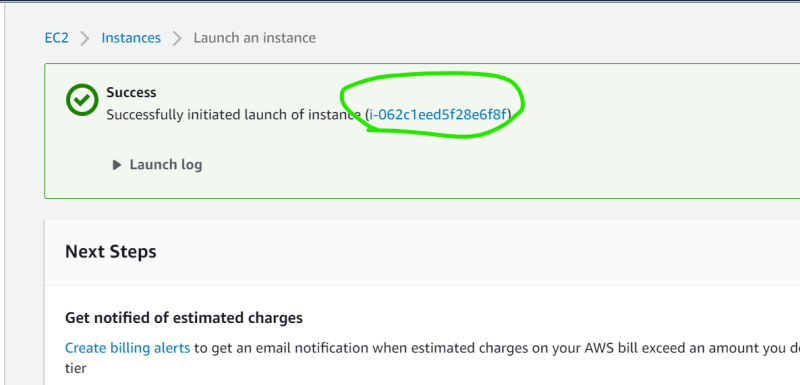 EC2 > Instances > Launch an instance
Success
Successfully initiated launch of instance (i-062c1eed5f28e6f8f)
Launch log
Next Steps
Get notified of estimated charges
Create billing alerts to get an email notification when estimated charges on your AWS bill exceed an amount you
tier